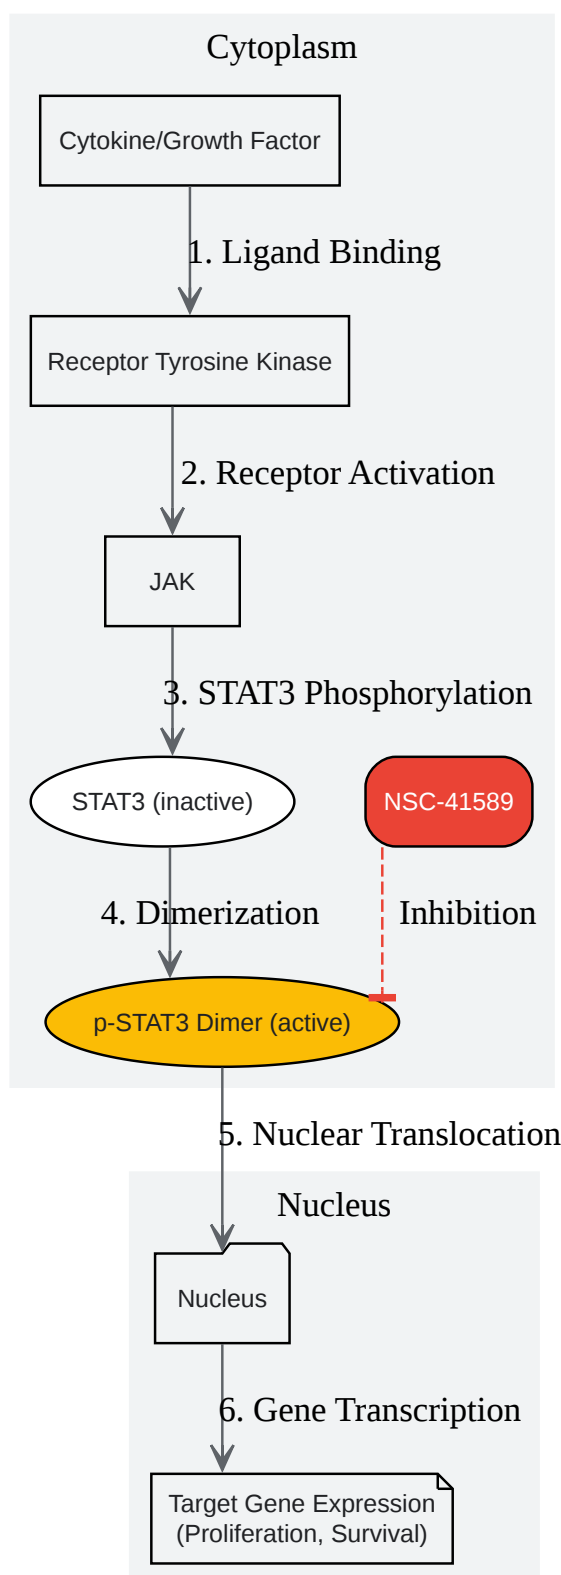 Cytoplasm
Cytokine/Growth Factor
1. Ligand Binding
Receptor Tyrosine Kinase
2. Receptor Activation
JAK
3. STAT3 Phosphorylation
STAT3 (inactive)
NSC-41589
4. Dimerization
Inhibition
p-STAT3 Dimer (active)
5. Nuclear Translocation
Nucleus
Nucleus
6. Gene Transcription
Target Gene Expression
(Proliferation, Survival)